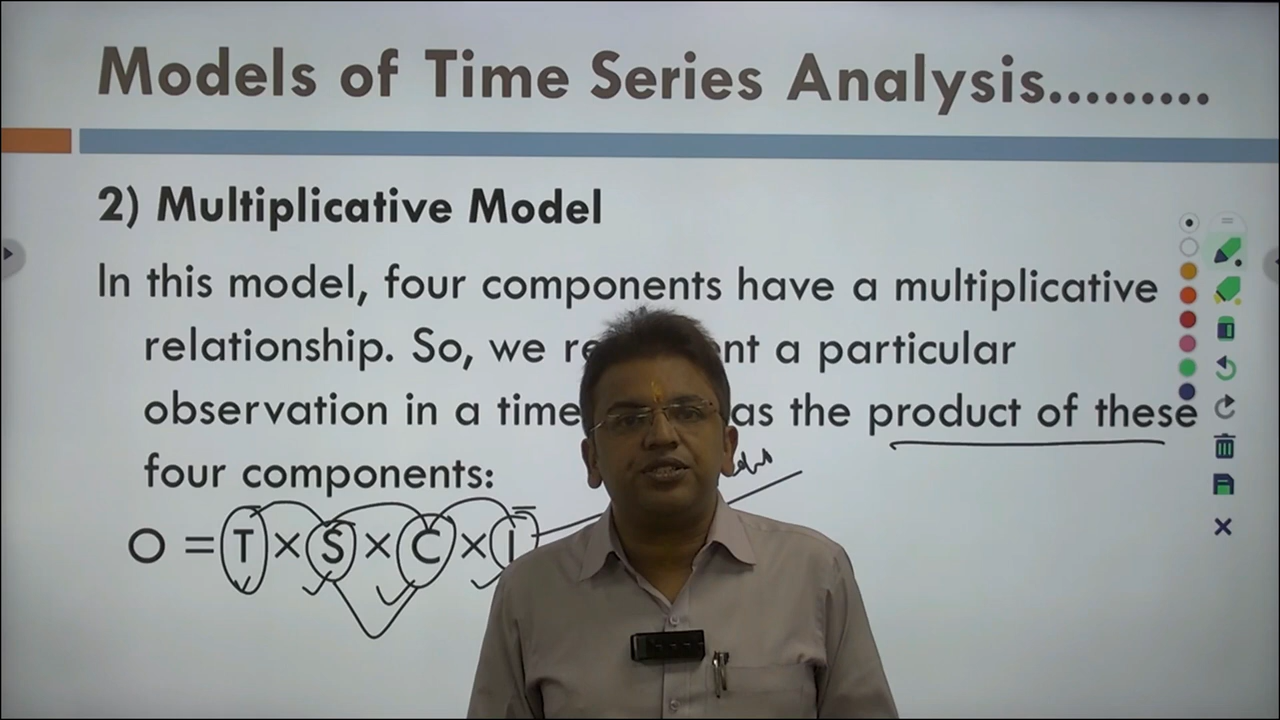 Models of Time Series Analysis.........
2) Multiplicative Model
In this model, four components have a multiplicative
relationship. So, we nt a particular
observation in a time as the product of these
four components:
O = T × S × C × I